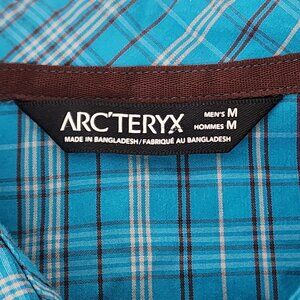 ARC'TERYX
MEN'S M
HOMMES M
MADE IN BANGLADESH/FABRIQUÉ AU BANGLADESH